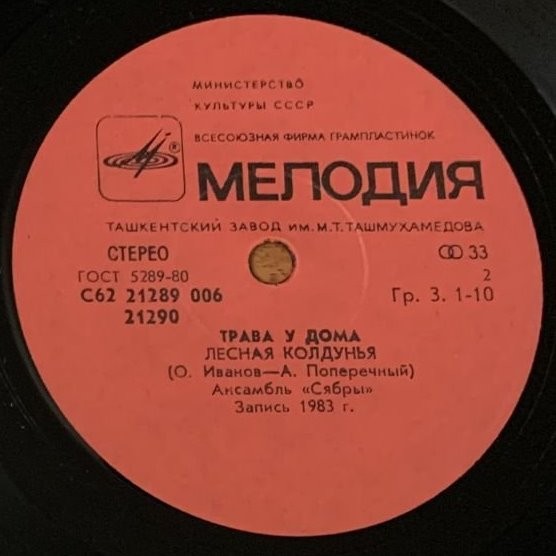 МИНИСТЕРСТВО
КУЛЬТУРЫ СССР
ВСЕСОЮЗНАЯ ФИРМА ГРАМПЛАСТИНОК
®
МЕЛОДИЯ
ТАШКЕНТСКИЙ ЗАВОД ИМ. М.Т. ТАШМУХАМЕДОВА
СТЕРЕО 33
ГОСТ 5289-80 2
С62 21289 006 Гр. 3. 1-10
21290
ТРАВА У ДОМА
ЛЕСНАЯ КОЛДУНЬЯ
(О. Иванов—А. Поперечный)
Ансамбль «Сябры»
Запись 1983 г.